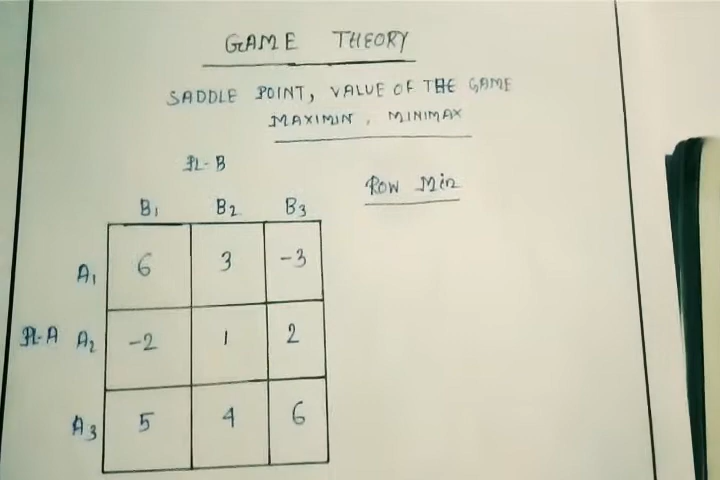 GAME THEORY
SADDLE POINT, VALUE OF THE GAME
MAXIMIN, MINIMAX
PL-B
Row Min
B1 B2 B3
A1 6 3 -3
PL-A A2 -2 1 2
A3 5 4 6